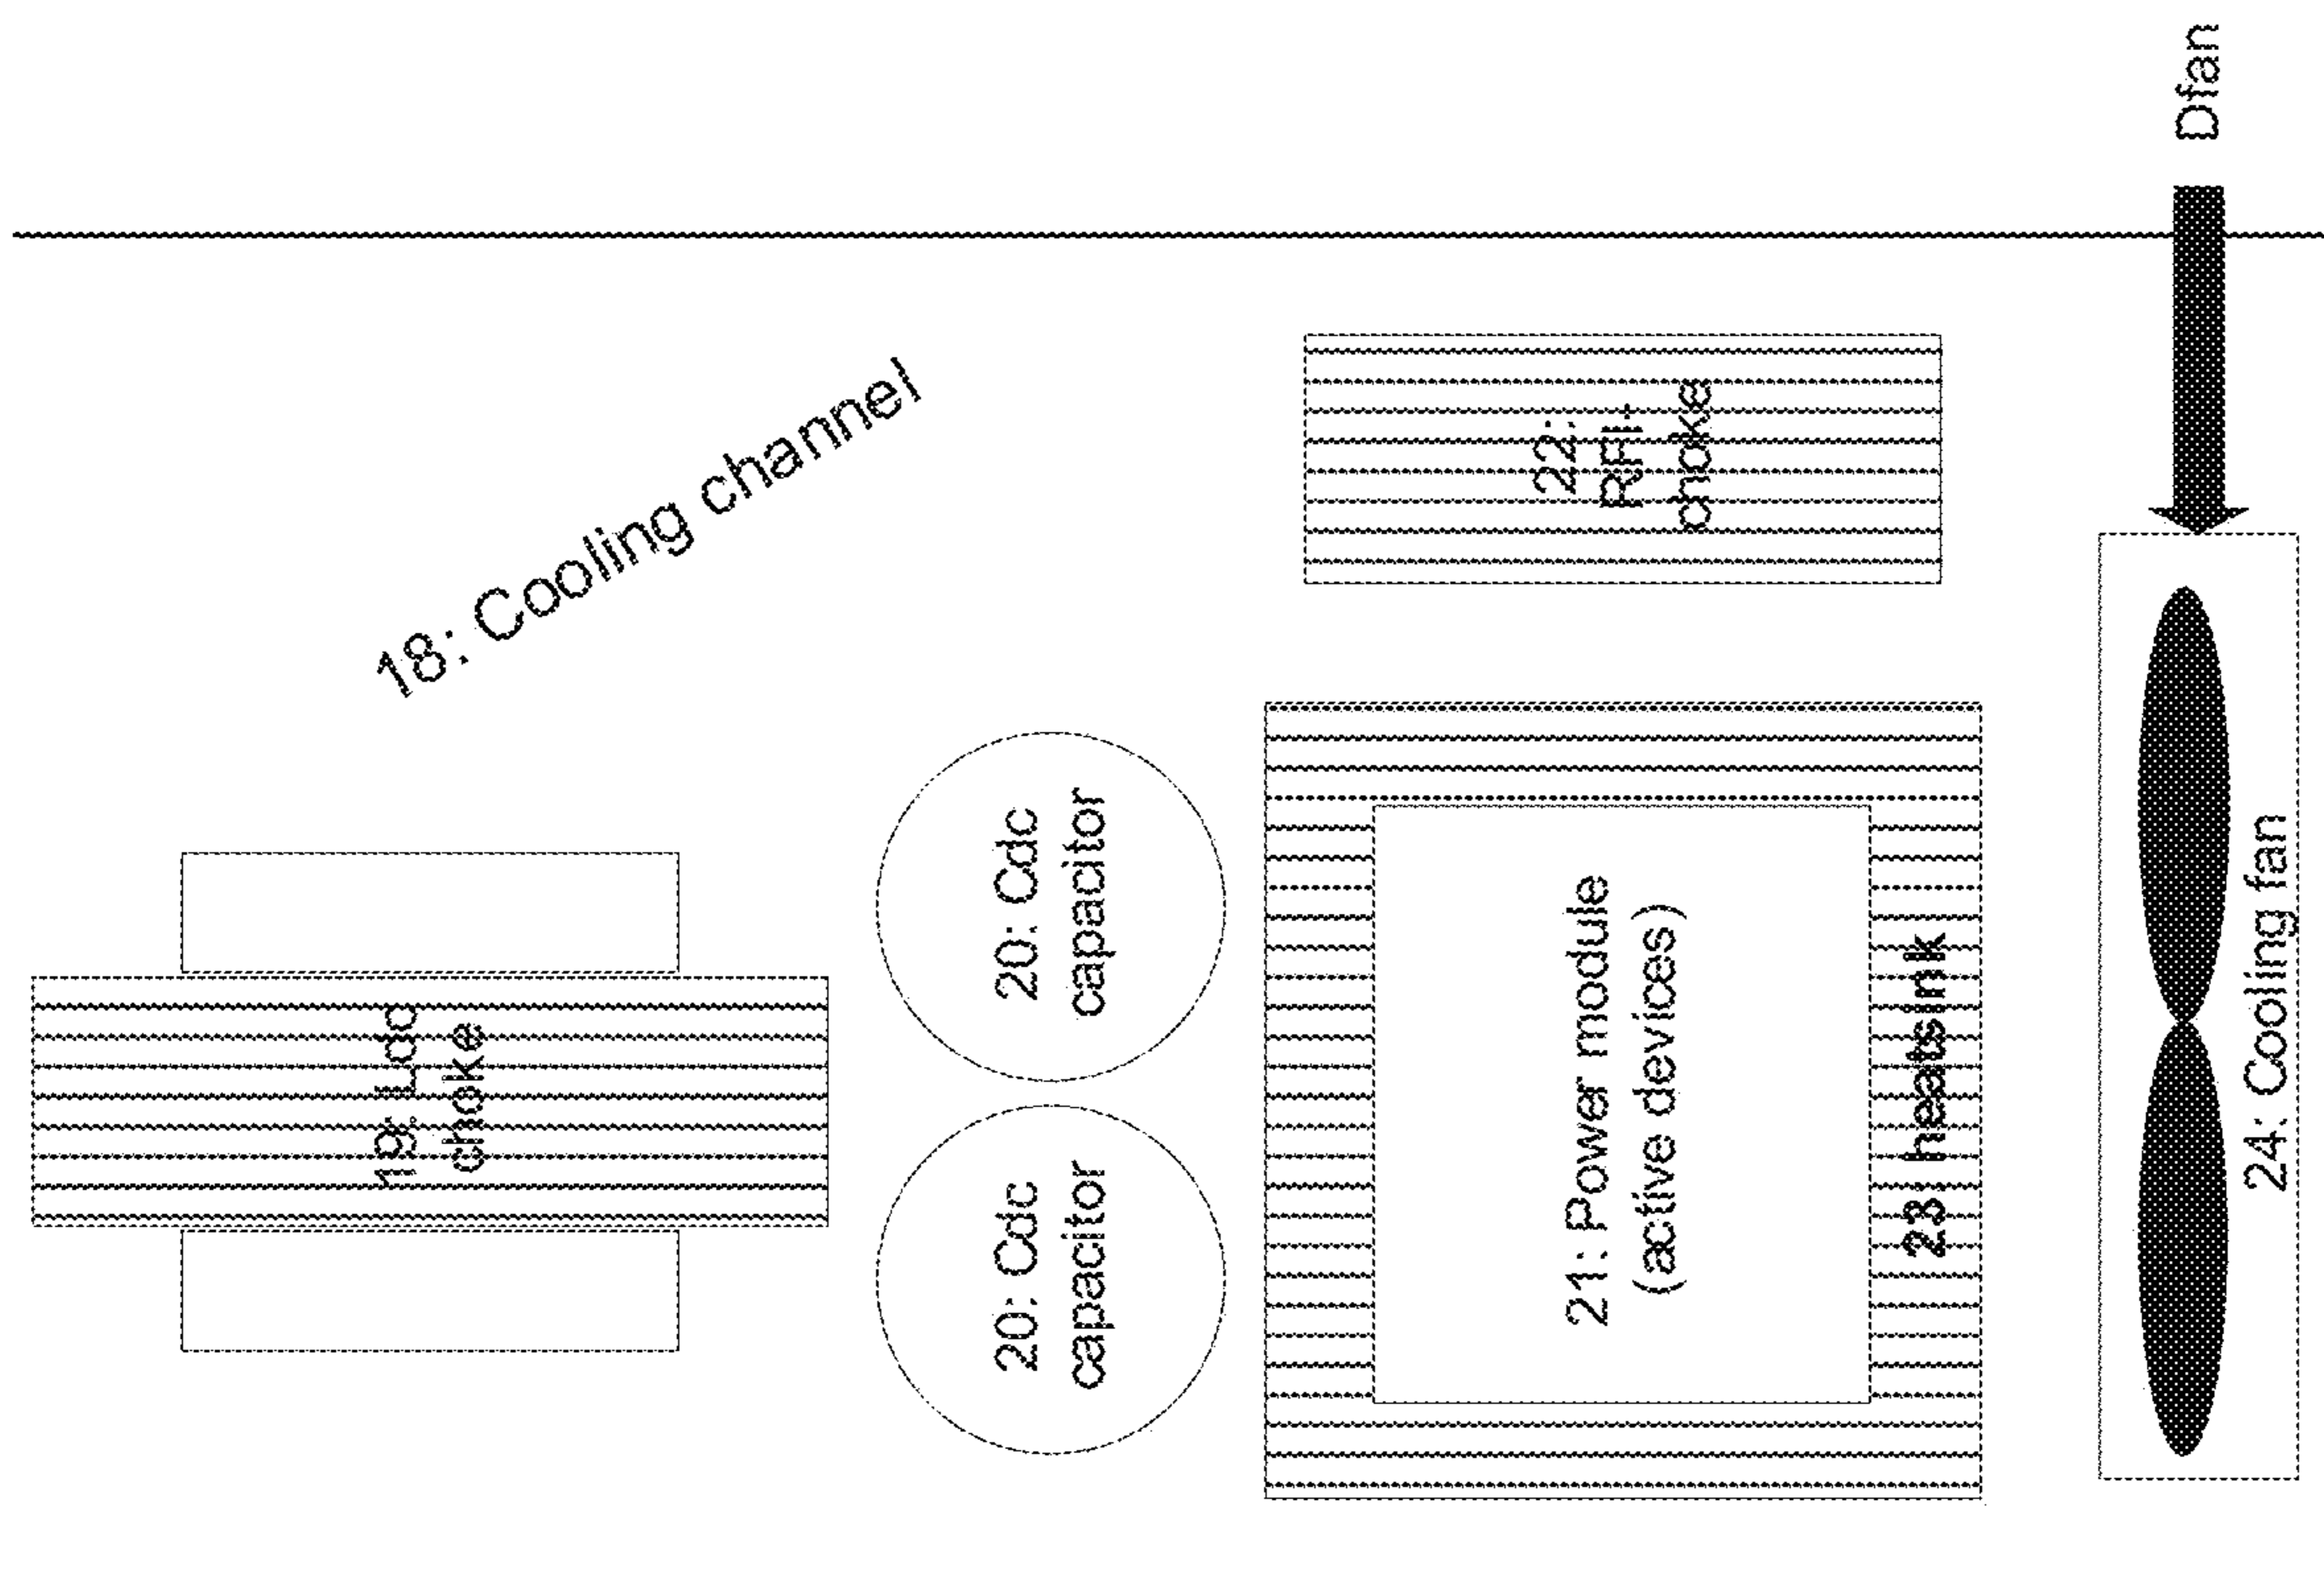 Dfan
18: Cooling channel
22:
RFI-
choke
19: Ldc
choke
20: Cdc
capacitor
20: Cdc
capacitor
21: Power module
(active devices)
23: heatsink
24: Cooling fan